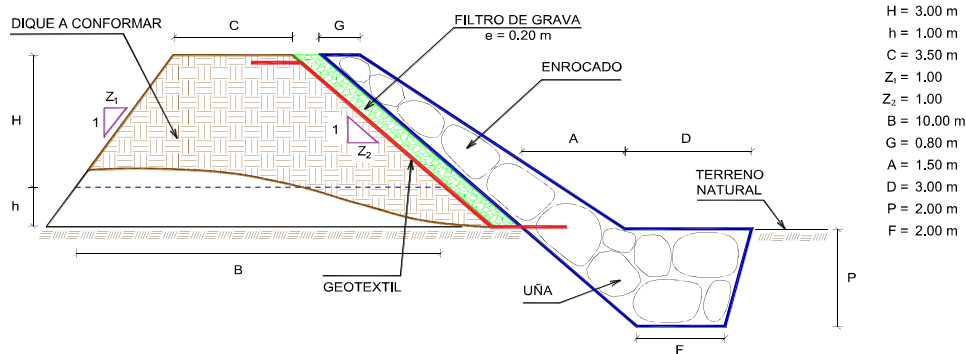 DIQUE A CONFORMAR
C
G
FILTRO DE GRAVA
e = 0.20 m
ENROCADO
H
Z₁
1
1
Z₂
A
D
TERRENO
NATURAL
h
B
GEOTEXTIL
UÑA
P
F
H = 3.00 m
h = 1.00 m
C = 3.50 m
Z₁ = 1.00
Z₂ = 1.00
B = 10.00 m
G = 0.80 m
A = 1.50 m
D = 3.00 m
P = 2.00 m
F = 2.00 m